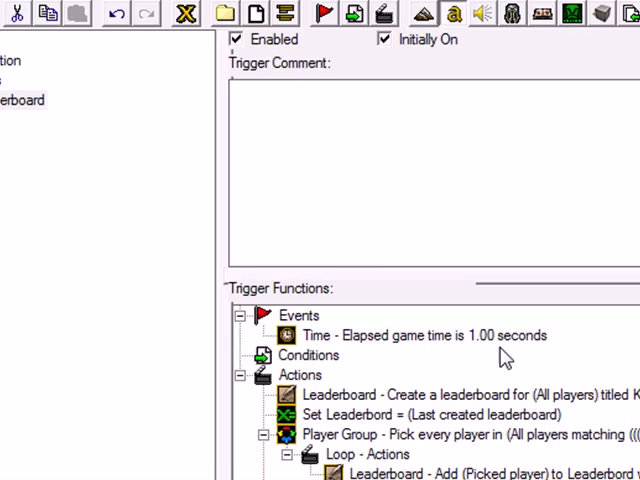 Enabled
Initially On
tion
Trigger Comment:
s
erboard
Trigger Functions:
Events
Time - Elapsed game time is 1.00 seconds
Conditions
Actions
Leaderboard - Create a leaderboard for (All players) titled K
Set Leaderbord = (Last created leaderboard)
Player Group - Pick every player in (All players matching ((((
Loop - Actions
Leaderboard - Add (Picked player) to Leaderbord w